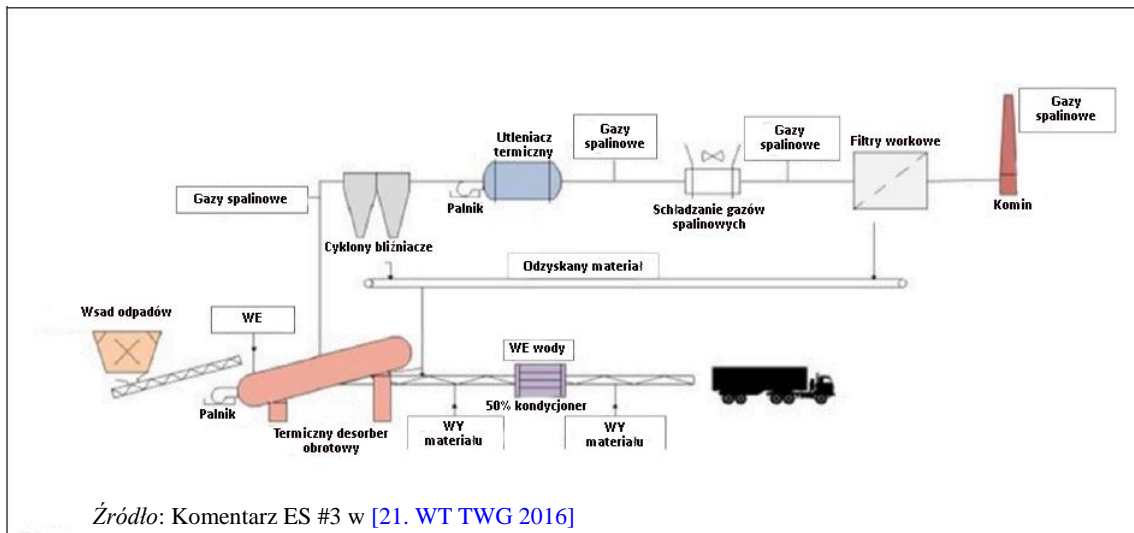 Gazy
spalinowe
Utleniacz
termiczny
Gazy
spalinowe
Gazy
spalinowe
Filtry workowe
Gazy spalinowe
Palnik
Schładzanie gazów
spalinowych
Komin
Cyklony bliźniacze
Odzyskany materiał
Wsad odpadów
WE
WE wody
Palnik
50% kondycjoner
Termiczny desorber
obrotowy
WY
materiału
WY
materiału
Źródło: Komentarz ES #3 w [21. WT TWG 2016]